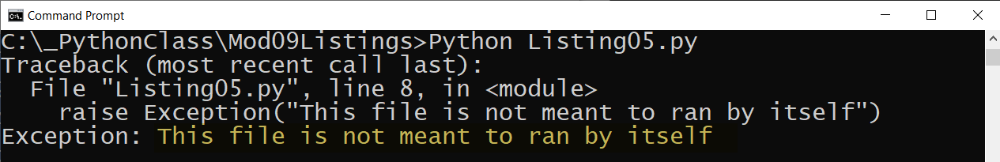 Command Prompt
C:\_PythonClass\Mod09Listings>Python Listing05.py
Traceback (most recent call last):
  File "Listing05.py", line 8, in <module>
    raise Exception("This file is not meant to ran by itself")
Exception: This file is not meant to ran by itself